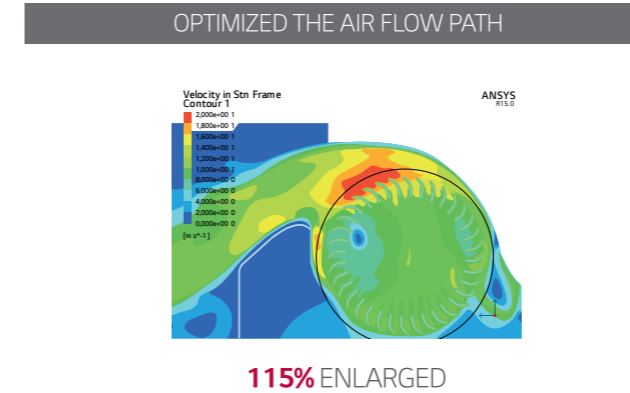 OPTIMIZED THE AIR FLOW PATH
Velocity in Stn Frame
Contour 1
ANSYS
R15.0
2,000e+00 1
1,800e+00 1
1,600e+00 1
1,400e+00 1
1,200e+00 1
1,000e+00 1
8,000e+00 0
6,000e+00 0
4,000e+00 0
2,000e+00 0
0,000e+00 0
[m s^-1]
115% ENLARGED